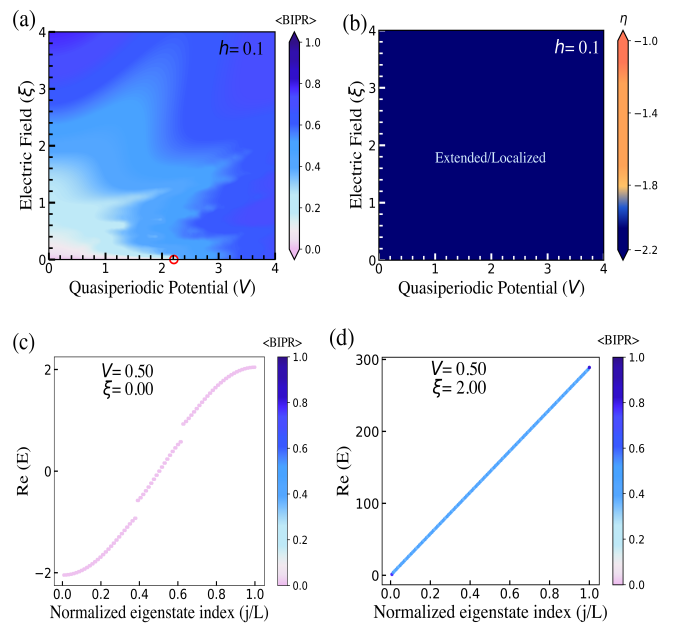 (a)
<BIPR>
h = 0.1
4
3
2
1
0
Electric Field (ξ)
0 1 2 3 4
Quasiperiodic Potential (V)
1.0
0.8
0.6
0.4
0.2
0.0
(b)
η
h = 0.1
4
3
2
1
0
Electric Field (ξ)
Extended/Localized
0 1 2 3 4
Quasiperiodic Potential (V)
−1.0
−1.4
−1.8
−2.2
(c)
<BIPR>
V = 0.50
ξ = 0.00
2
0
−2
Re (E)
0.0 0.2 0.4 0.6 0.8 1.0
Normalized eigenstate index (j/L)
1.0
0.8
0.6
0.4
0.2
0.0
(d)
<BIPR>
V = 0.50
ξ = 2.00
300
200
100
0
Re (E)
0.0 0.2 0.4 0.6 0.8 1.0
Normalized eigenstate index (j/L)
1.0
0.8
0.6
0.4
0.2
0.0